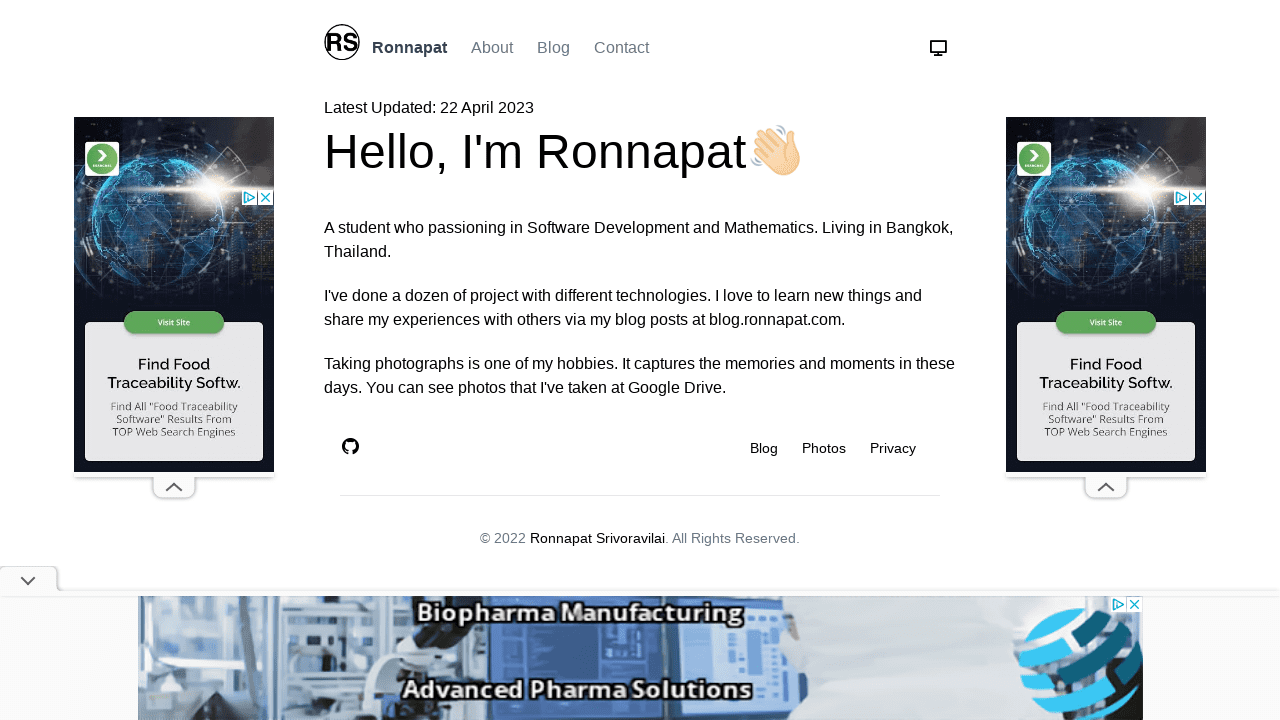 RS Ronnapat About Blog Contact
Latest Updated: 22 April 2023
Hello, I'm Ronnapat
A student who passioning in Software Development and Mathematics. Living in Bangkok,
Thailand.
I've done a dozen of project with different technologies. I love to learn new things and
share my experiences with others via my blog posts at blog.ronnapat.com.
Taking photographs is one of my hobbies. It captures the memories and moments in these
days. You can see photos that I've taken at Google Drive.
Blog Photos Privacy
© 2022 Ronnapat Srivoravilai. All Rights Reserved.
Visit Site
Find Food
Traceability Softw.
Find All "Food Traceability
Software" Results From
TOP Web Search Engines
Visit Site
Find Food
Traceability Softw.
Find All "Food Traceability
Software" Results From
TOP Web Search Engines
Biopharma Manufacturing
Advanced Pharma Solutions